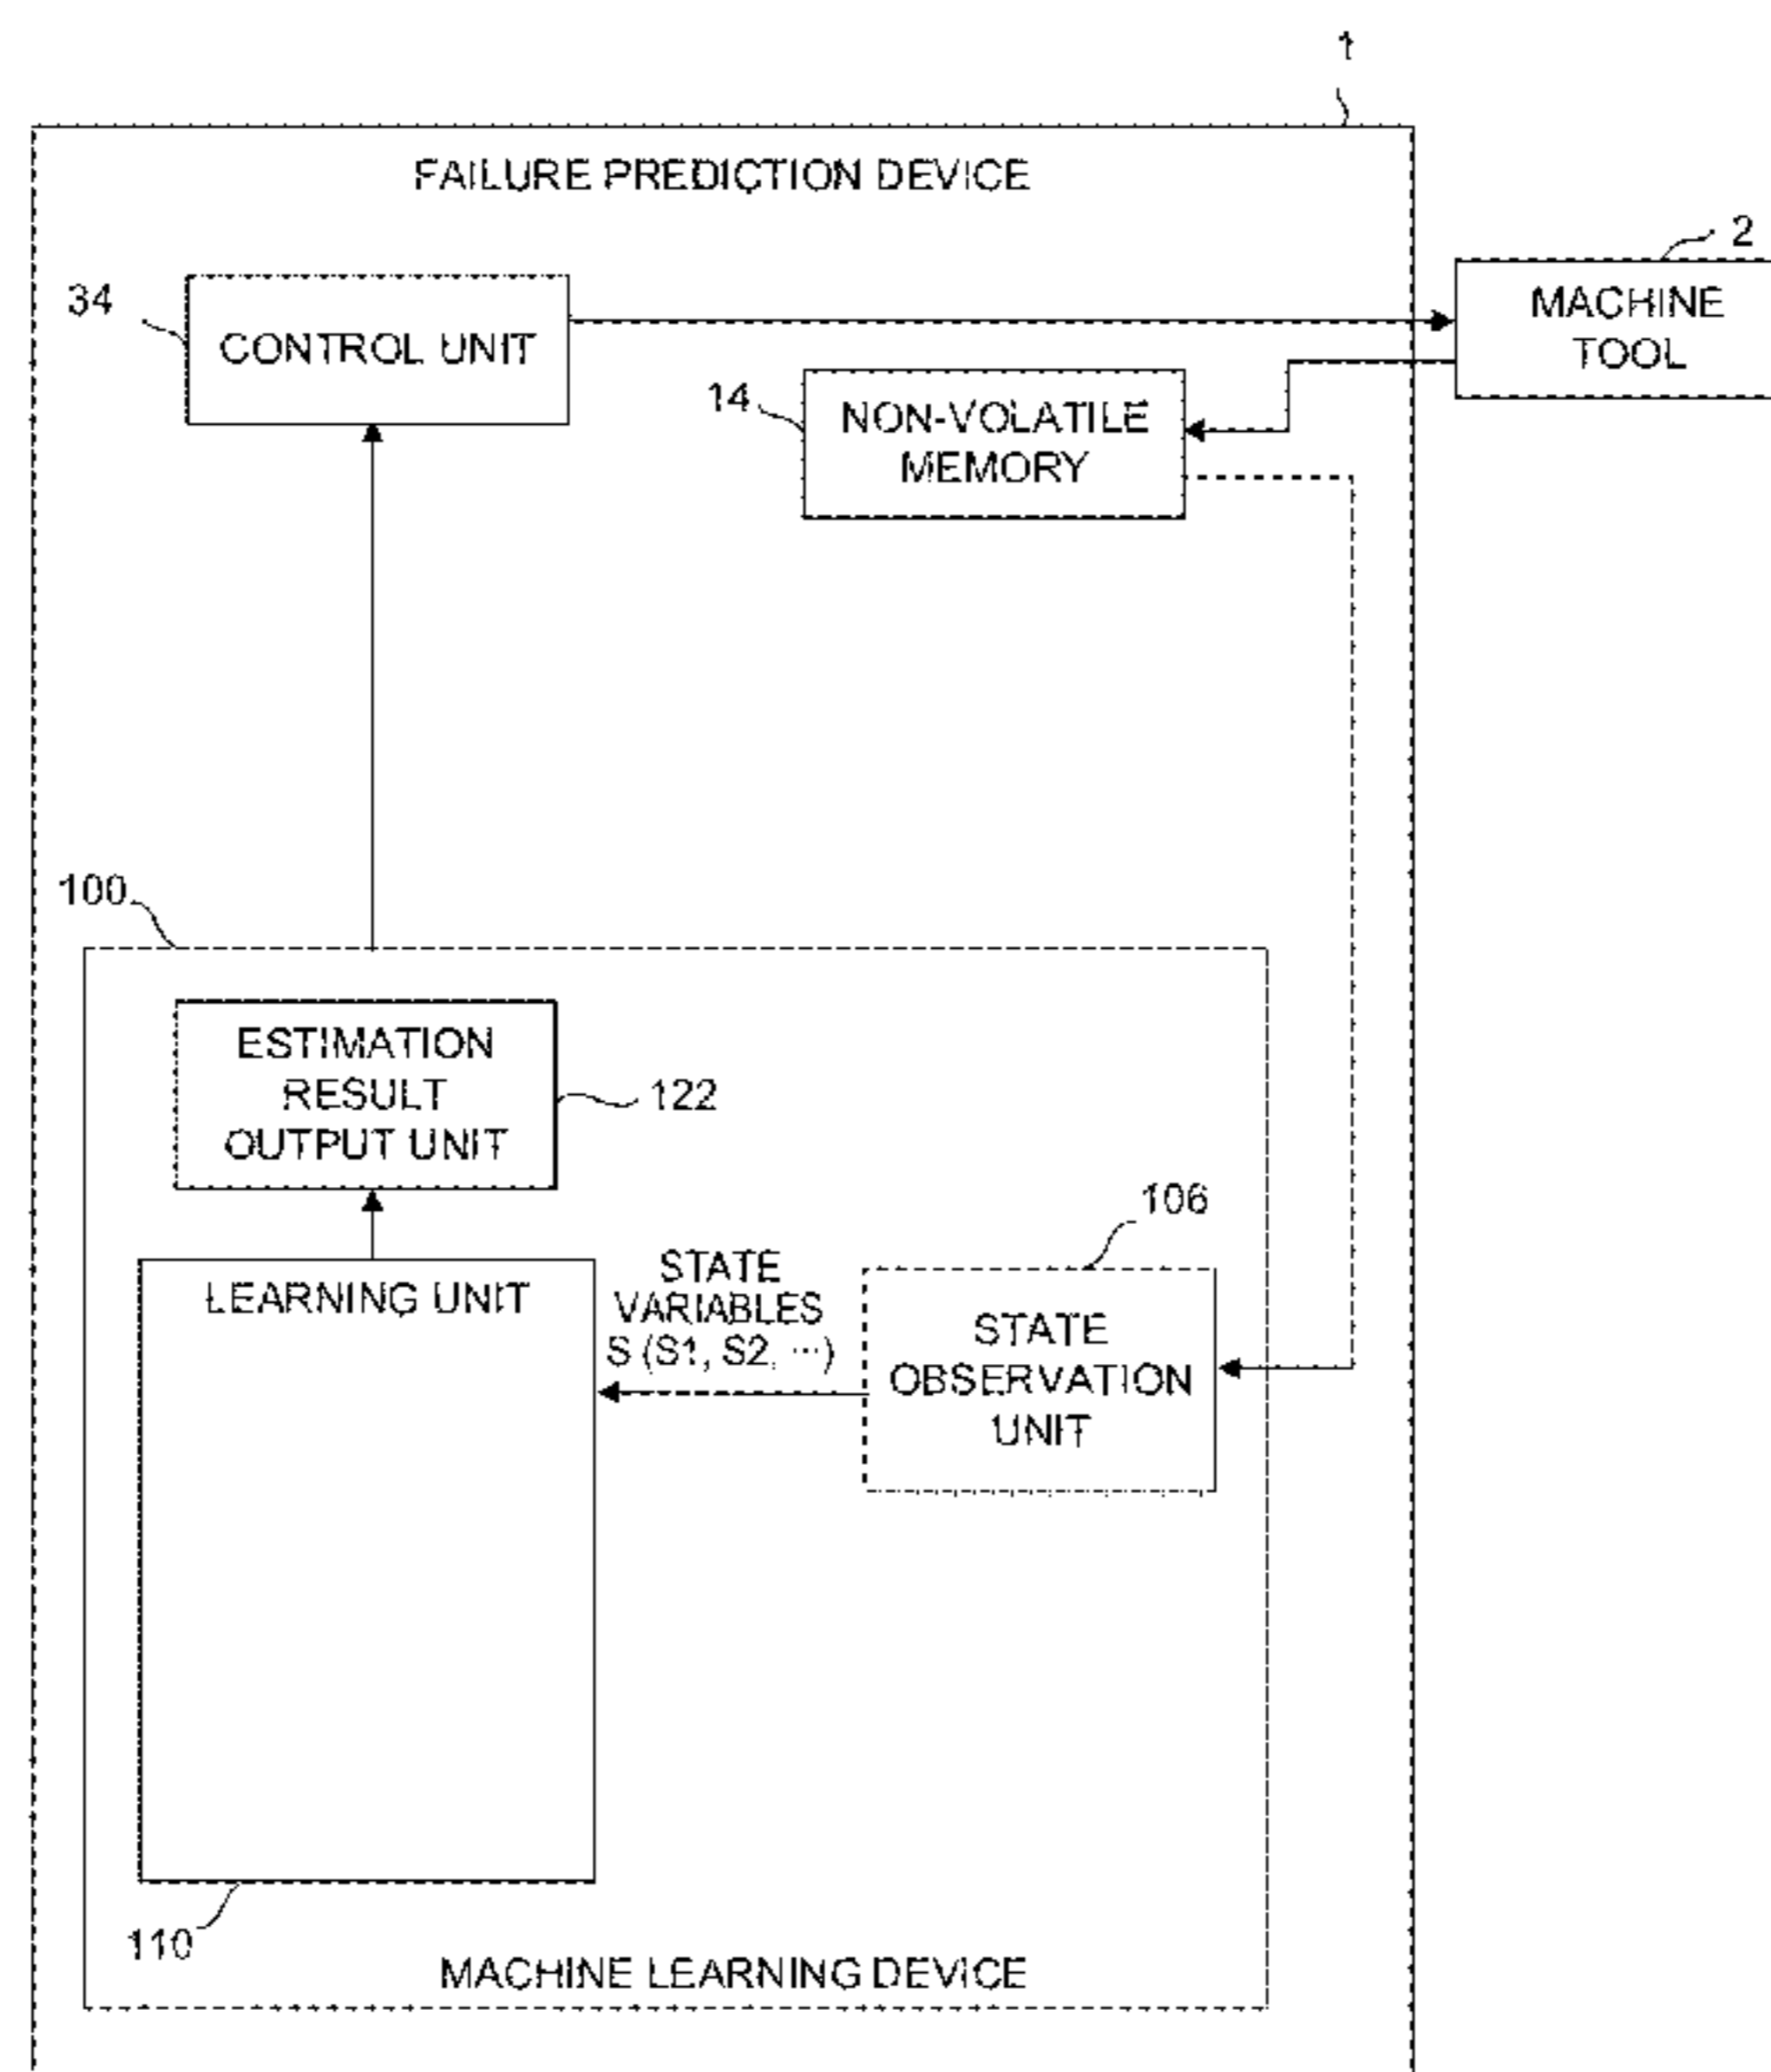 1
FAILURE PREDICTION DEVICE
2
MACHINE
TOOL
34
CONTROL UNIT
14
NON-VOLATILE
MEMORY
100
ESTIMATION
RESULT
OUTPUT UNIT
122
106
LEARNING UNIT
STATE
VARIABLES
S (S1, S2, ...)
STATE
OBSERVATION
UNIT
110
MACHINE LEARNING DEVICE